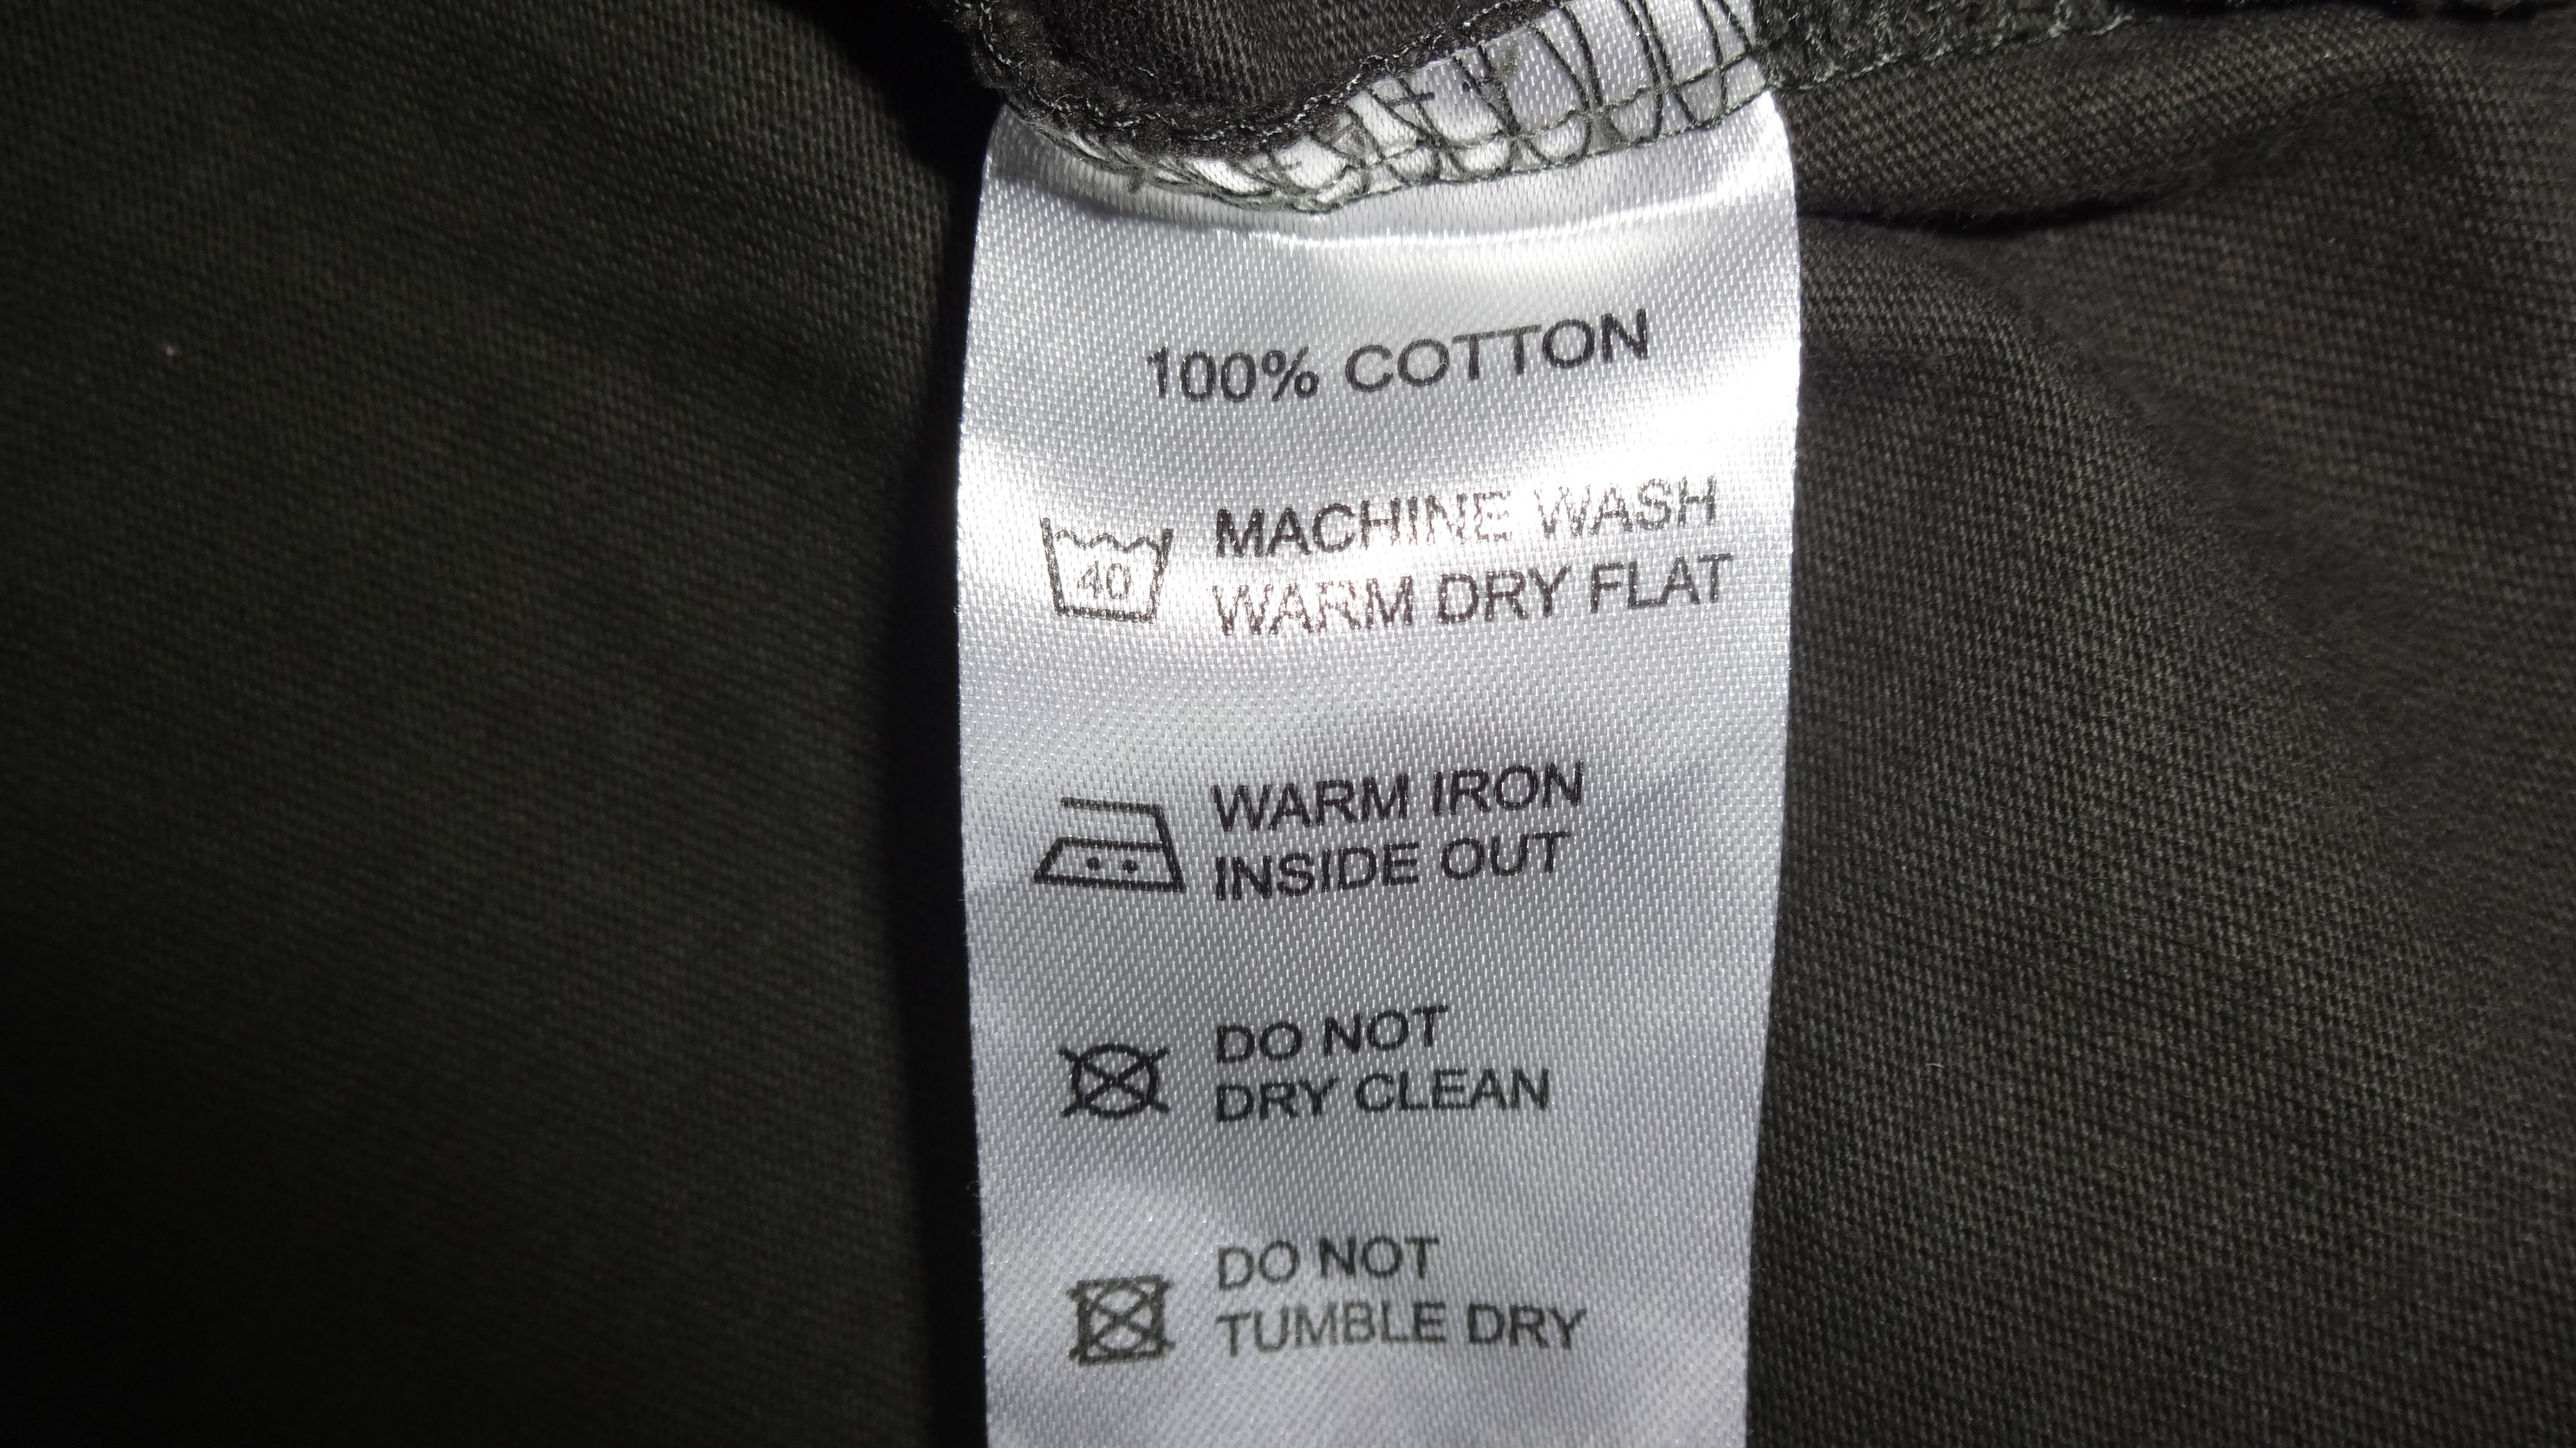 100% COTTON
40
MACHINE WASH
WARM DRY FLAT
WARM IRON
INSIDE OUT
DO NOT
DRY CLEAN
DO NOT
TUMBLE DRY